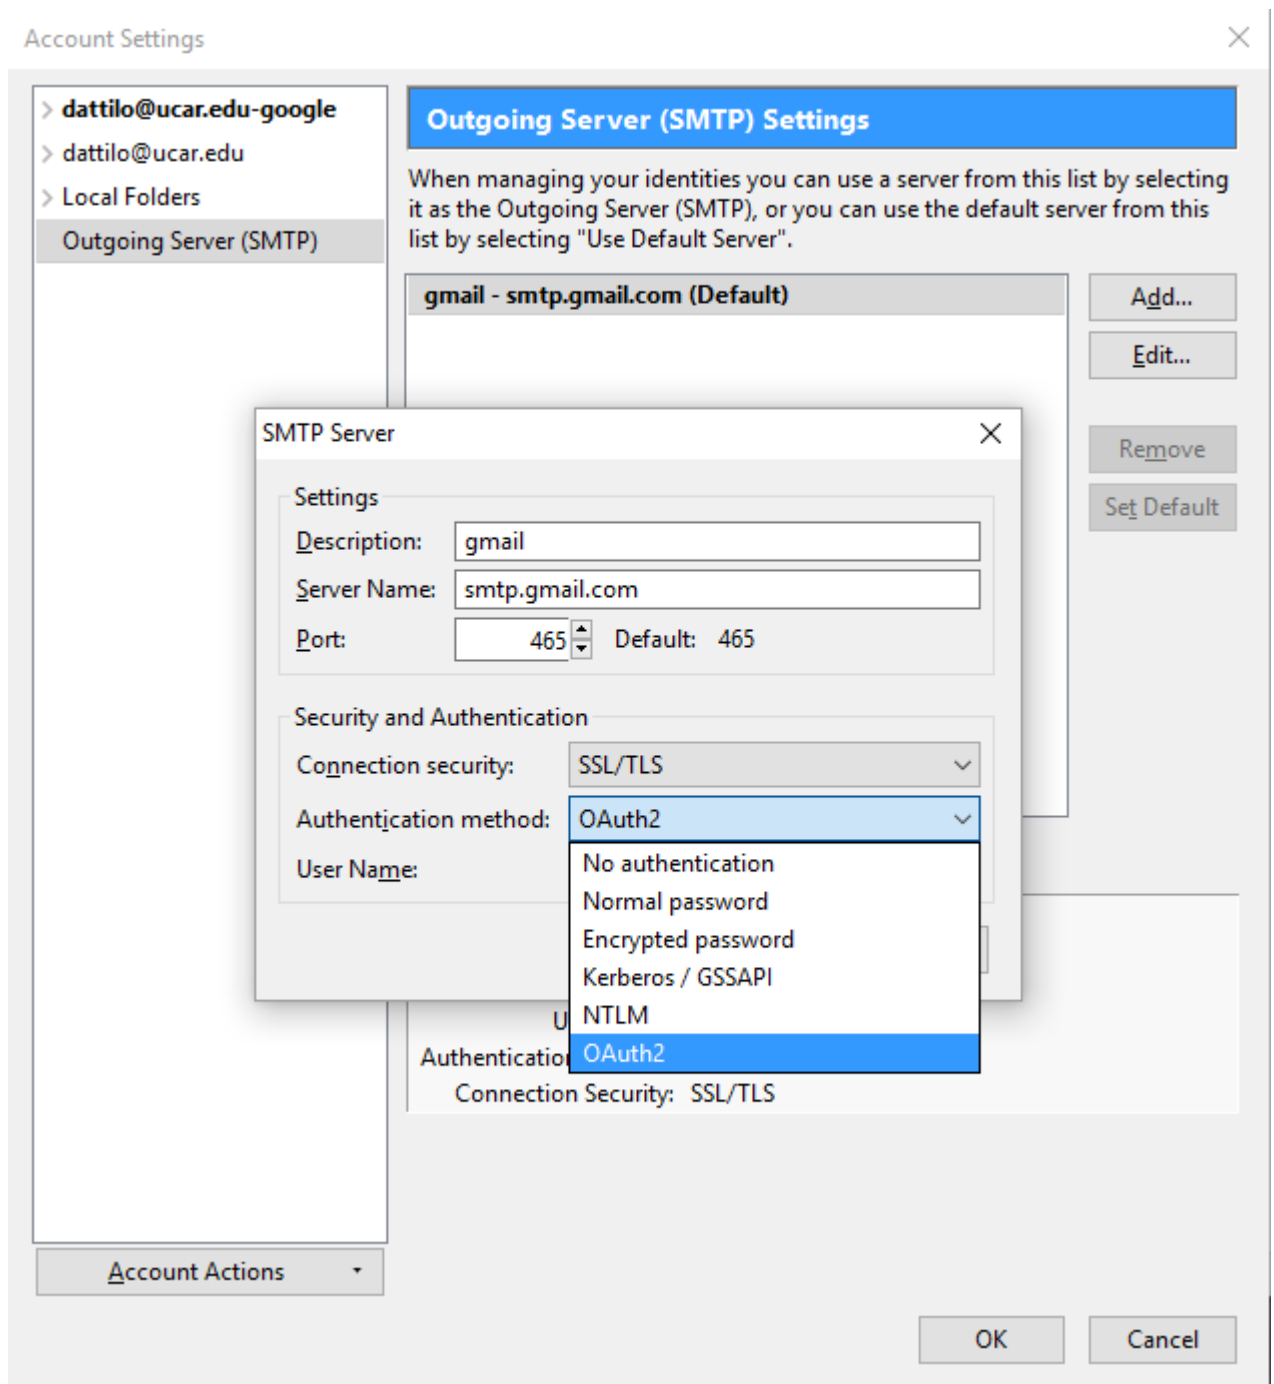 Account Settings
dattilo@ucar.edu-google
dattilo@ucar.edu
Local Folders
Outgoing Server (SMTP)
Outgoing Server (SMTP) Settings
When managing your identities you can use a server from this list by selecting
it as the Outgoing Server (SMTP), or you can use the default server from this
list by selecting "Use Default Server".
gmail - smtp.gmail.com (Default)
Add...
Edit...
Remove
Set Default
SMTP Server
Settings
Description: gmail
Server Name: smtp.gmail.com
Port: 465 Default: 465
Security and Authentication
Connection security: SSL/TLS
Authentication method: OAuth2
User Name:
No authentication
Normal password
Encrypted password
Kerberos / GSSAPI
NTLM
OAuth2
Connection Security: SSL/TLS
Account Actions
OK Cancel